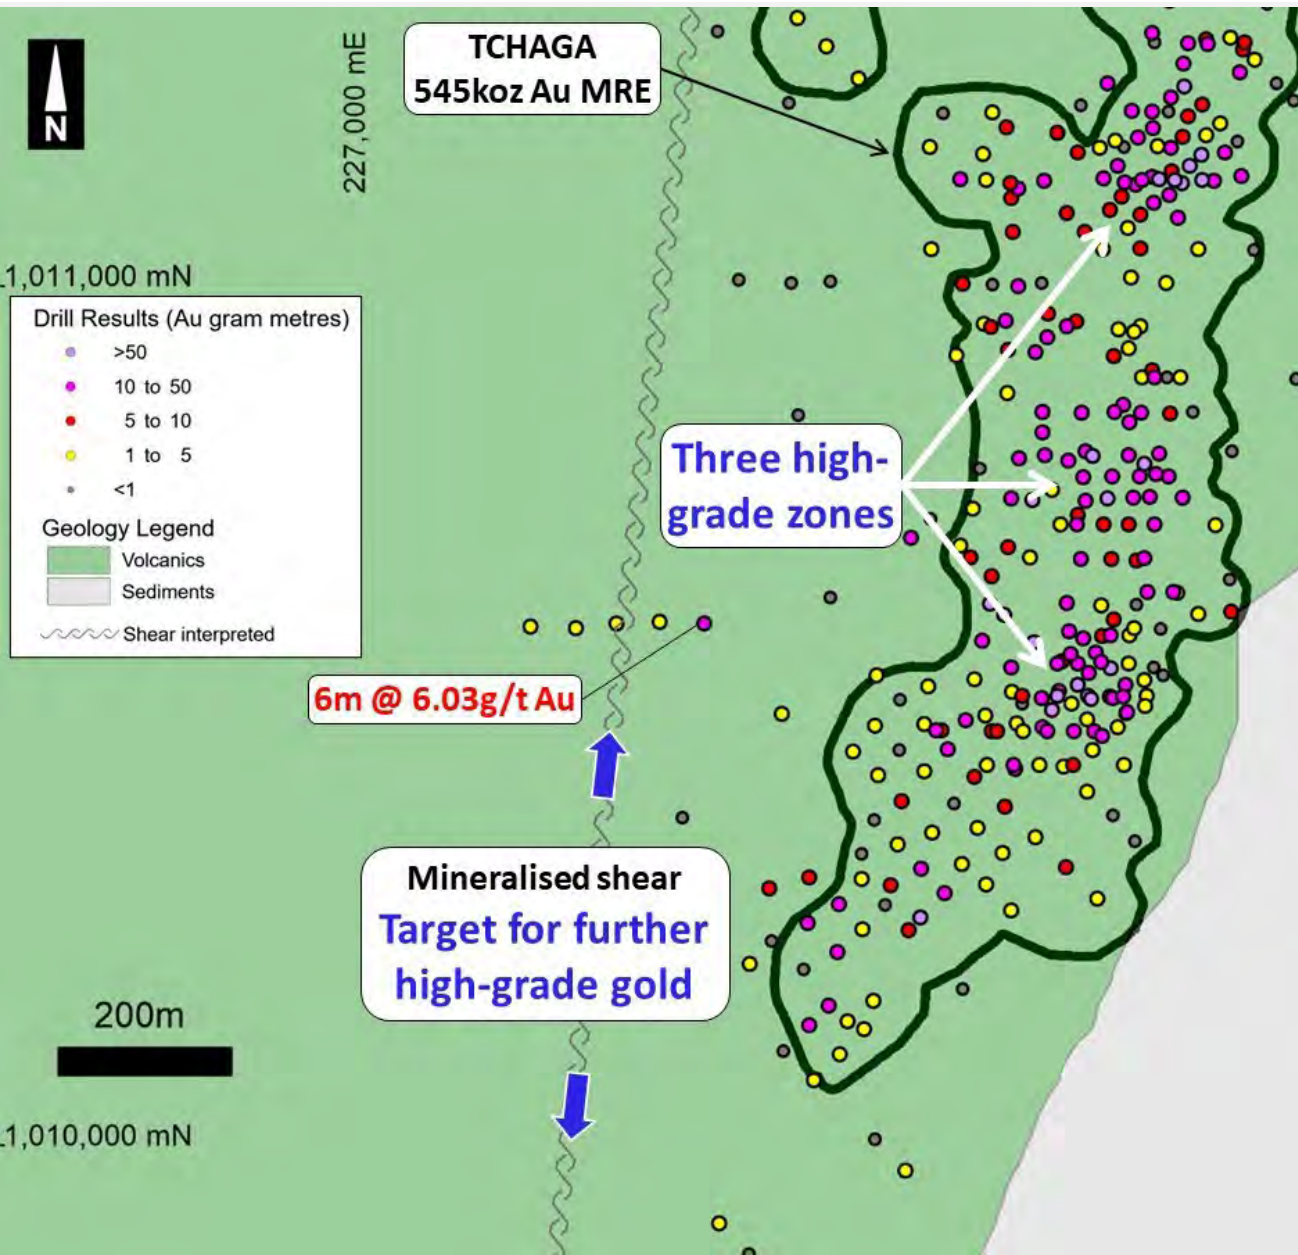 TCHAGA
545koz Au MRE
N
227,000 mE
1,011,000 mN
Drill Results (Au gram metres)
>50
10 to 50
5 to 10
1 to 5
<1
Geology Legend
Volcanics
Sediments
Shear interpreted
Three high-
grade zones
6m @ 6.03g/t Au
Mineralised shear
Target for further
high-grade gold
200m
1,010,000 mN